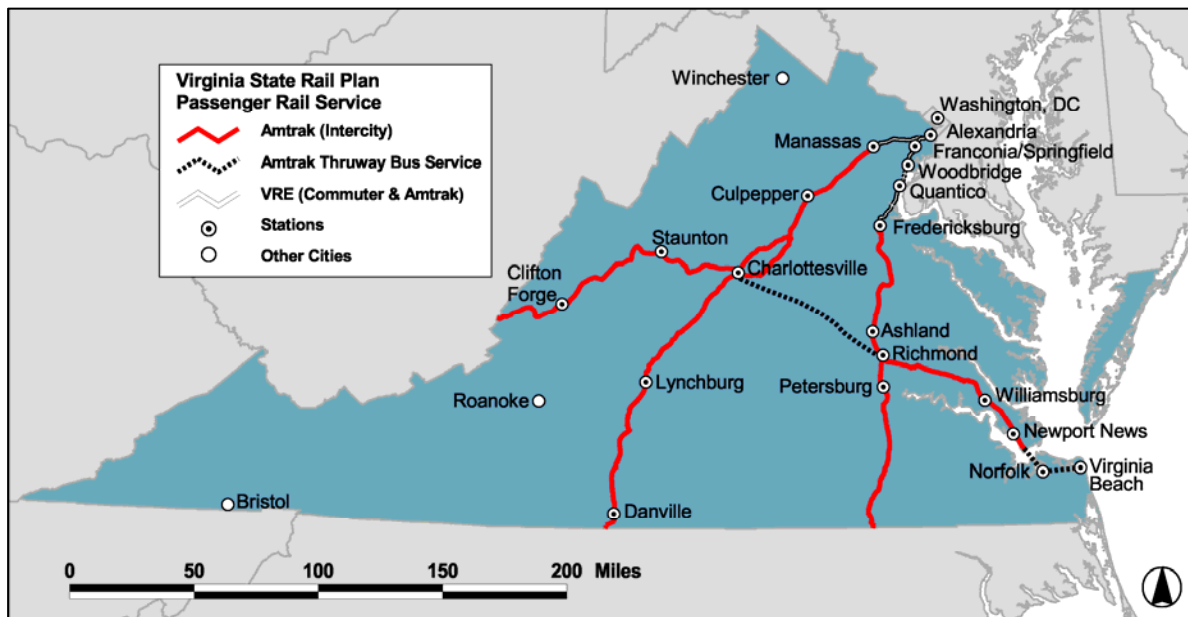 Virginia State Rail Plan
Passenger Rail Service
Amtrak (Intercity)
Amtrak Thruway Bus Service
VRE (Commuter & Amtrak)
Stations
Other Cities
Winchester
Washington, DC
Alexandria
Manassas
Franconia/Springfield
Woodbridge
Culpepper
Quantico
Fredericksburg
Staunton
Charlottesville
Clifton
Forge
Ashland
Richmond
Lynchburg
Petersburg
Roanoke
Williamsburg
Newport News
Norfolk
Virginia
Beach
Bristol
Danville
0 50 100 150 200 Miles